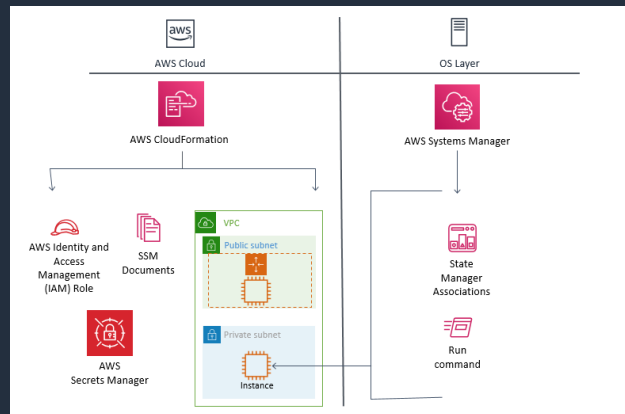 aws
AWS Cloud
OS Layer
AWS CloudFormation
AWS Systems Manager
AWS Identity and
Access
Management
(IAM) Role
SSM
Documents
AWS
Secrets Manager
VPC
Public subnet
Private subnet
Instance
State
Manager
Associations
Run
command